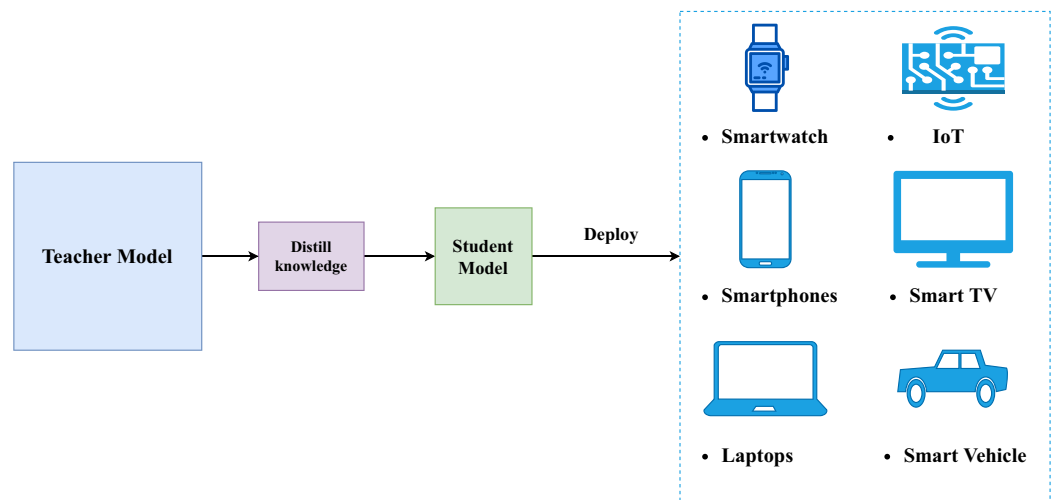 Teacher Model
Distill
knowledge
Student
Model
Deploy
• Smartwatch
• IoT
• Smartphones
• Smart TV
• Laptops
• Smart Vehicle